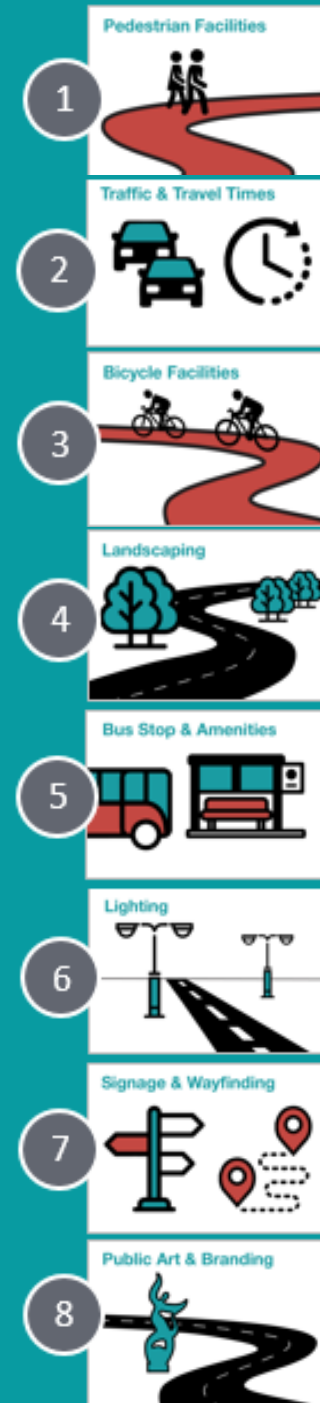 1
Pedestrian Facilities
2
Traffic & Travel Times
3
Bicycle Facilities
4
Landscaping
5
Bus Stop & Amenities
6
Lighting
7
Signage & Wayfinding
8
Public Art & Branding